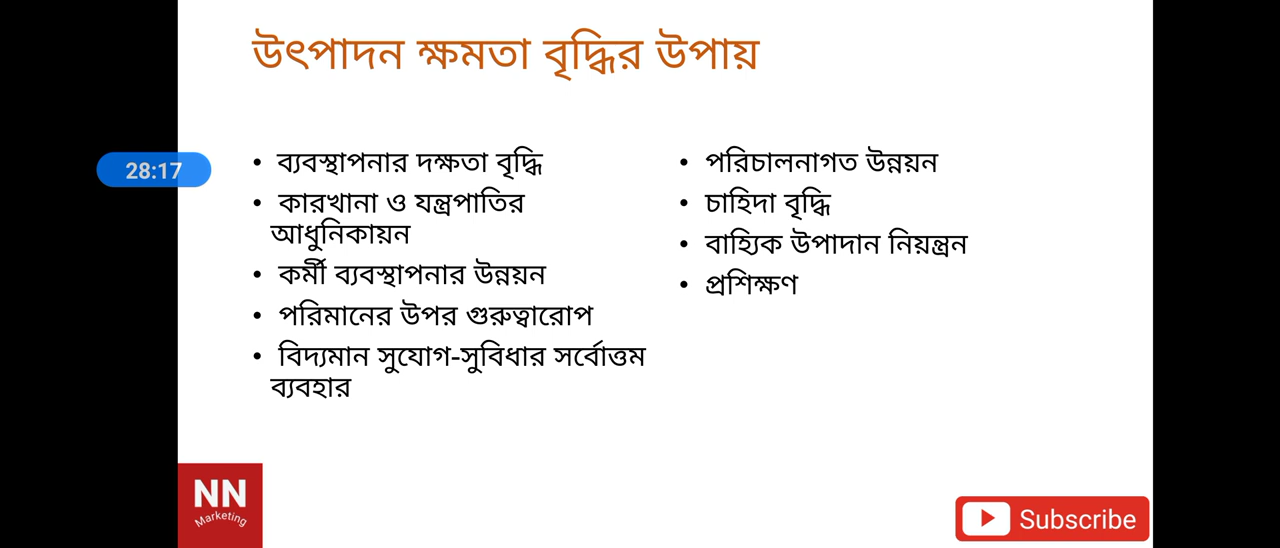 উৎপাদন ক্ষমতা বৃদ্ধির উপায়
28:17
• ব্যবস্থাপনার দক্ষতা বৃদ্ধি
• কারখানা ও যন্ত্রপাতির
আধুনিকায়ন
• কর্মী ব্যবস্থাপনার উন্নয়ন
• পরিমানের উপর গুরুত্বারোপ
• বিদ্যমান সুযোগ-সুবিধার সর্বোত্তম
ব্যবহার
• পরিচালনাগত উন্নয়ন
• চাহিদা বৃদ্ধি
• বাহ্যিক উপাদান নিয়ন্ত্রন
• প্রশিক্ষণ
NN
Marketing
Subscribe